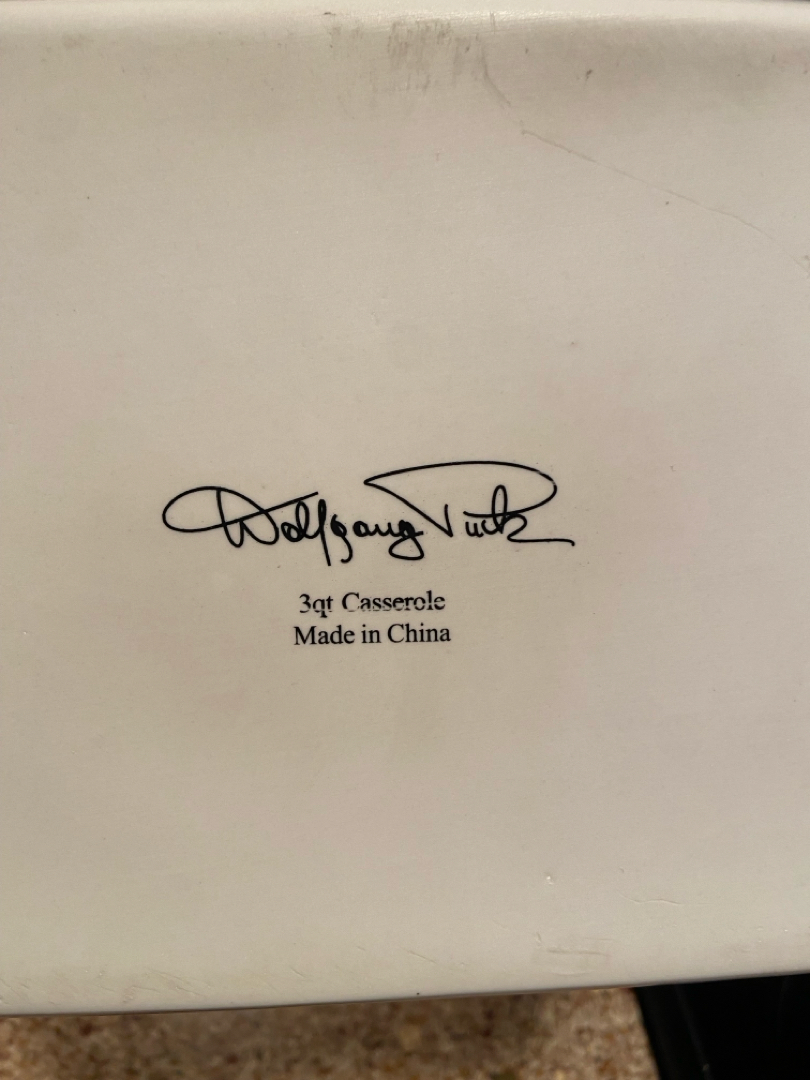 Wolfgang Puck
3qt Casserole
Made in China